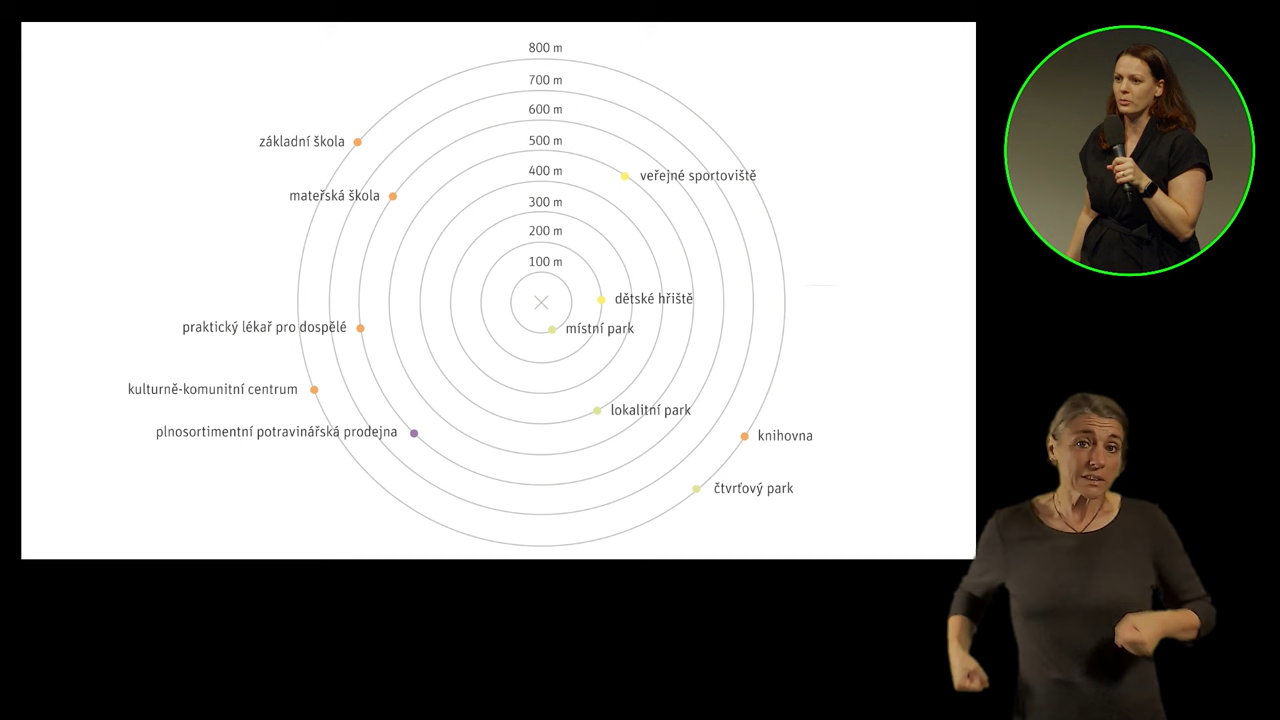 800 m
700 m
600 m
500 m
400 m
300 m
200 m
100 m
základní škola
mateřská škola
veřejné sportoviště
dětské hřiště
místní park
praktický lékař pro dospělé
kulturně-komunitní centrum
lokalitní park
plnosortimentní potravinářská prodejna
knihovna
čtvrťový park